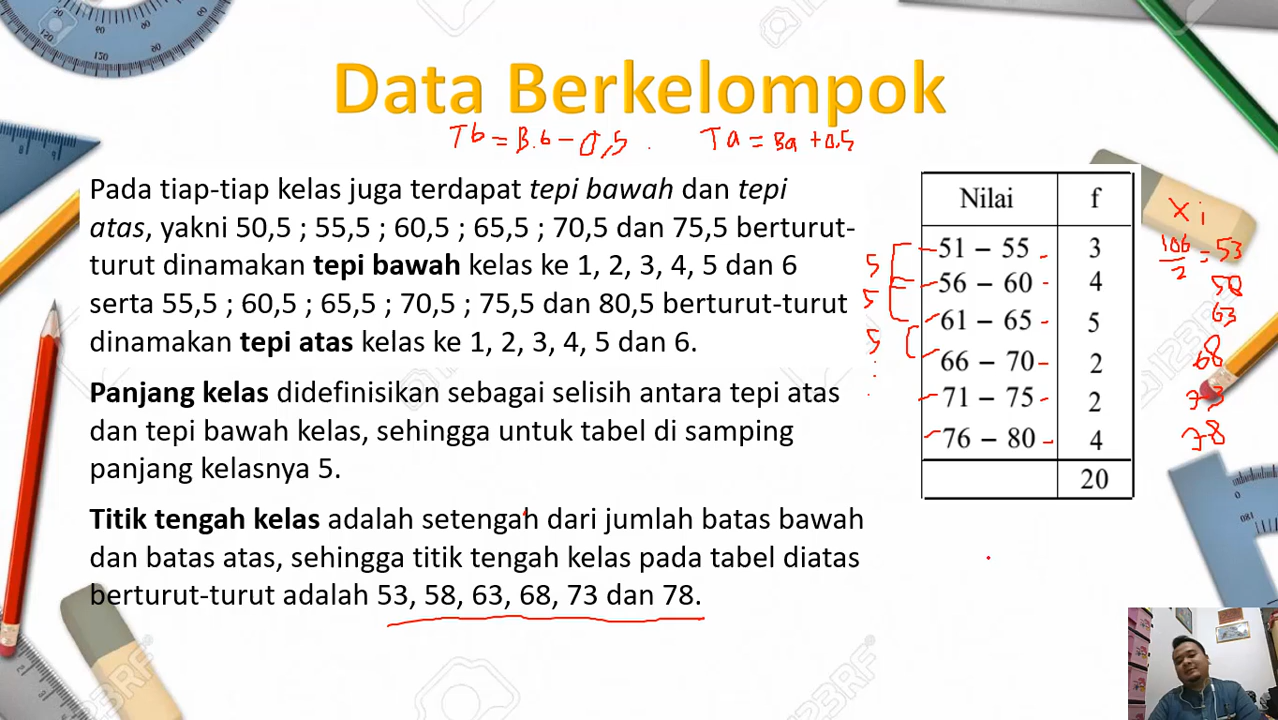 Data Berkelompok
Tb = B.b - 0,5 . Ta = Ba + 0,5
Pada tiap-tiap kelas juga terdapat tepi bawah dan tepi
atas, yakni 50,5 ; 55,5 ; 60,5 ; 65,5 ; 70,5 dan 75,5 berturut-
turut dinamakan tepi bawah kelas ke 1, 2, 3, 4, 5 dan 6
serta 55,5 ; 60,5 ; 65,5 ; 70,5 ; 75,5 dan 80,5 berturut-turut
dinamakan tepi atas kelas ke 1, 2, 3, 4, 5 dan 6.
Panjang kelas didefinisikan sebagai selisih antara tepi atas
dan tepi bawah kelas, sehingga untuk tabel di samping
panjang kelasnya 5.
Titik tengah kelas adalah setengah dari jumlah batas bawah
dan batas atas, sehingga titik tengah kelas pada tabel diatas
berturut-turut adalah 53, 58, 63, 68, 73 dan 78.
Nilai f Xi
51 – 55 3 106/2 = 53
5 56 – 60 4 58
5 61 – 65 5 63
5 66 – 70 2 68
71 – 75 2 73
76 – 80 4 78
20
123RF
123RF
123RF